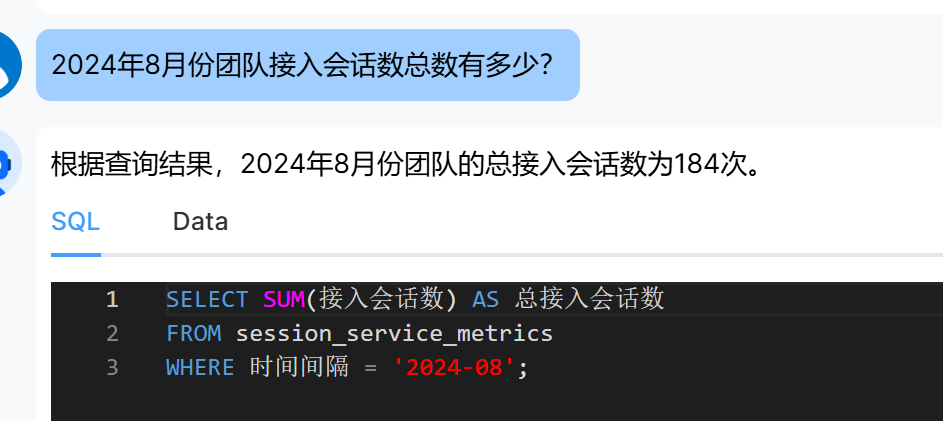 2024年8月份团队接入会话数总数有多少？
根据查询结果，2024年8月份团队的总接入会话数为184次。
SQL Data
1 SELECT SUM(接入会话数) AS 总接入会话数
2 FROM session_service_metrics
3 WHERE 时间间隔 = '2024-08';